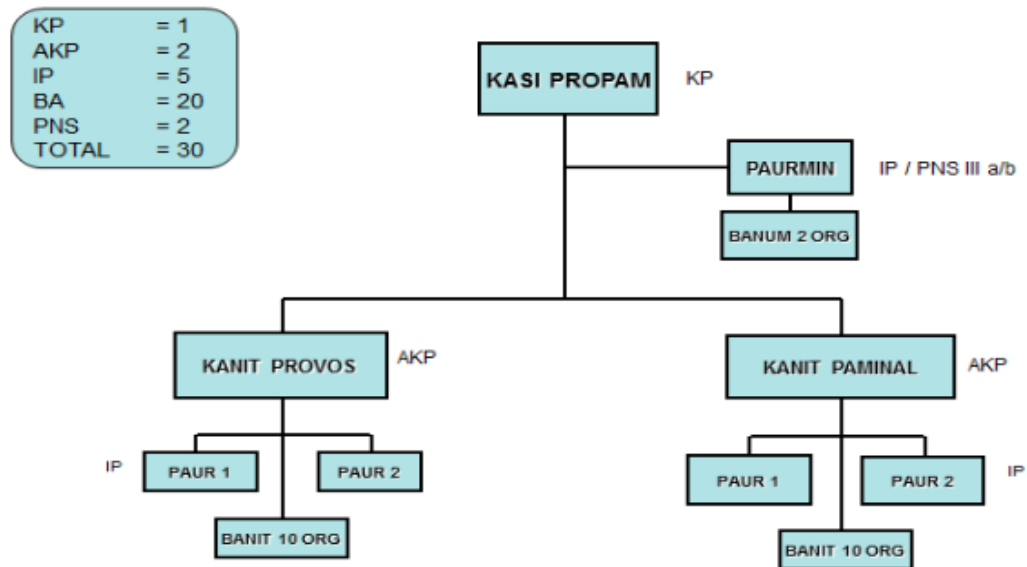 KP = 1
AKP = 2
IP = 5
BA = 20
PNS = 2
TOTAL = 30
KASI PROPAM KP
PAURMIN IP / PNS III a/b
BANUM 2 ORG
KANIT PROVOS AKP
KANIT PAMINAL AKP
IP PAUR 1 PAUR 2
PAUR 1 PAUR 2 IP
BANIT 10 ORG
BANIT 10 ORG